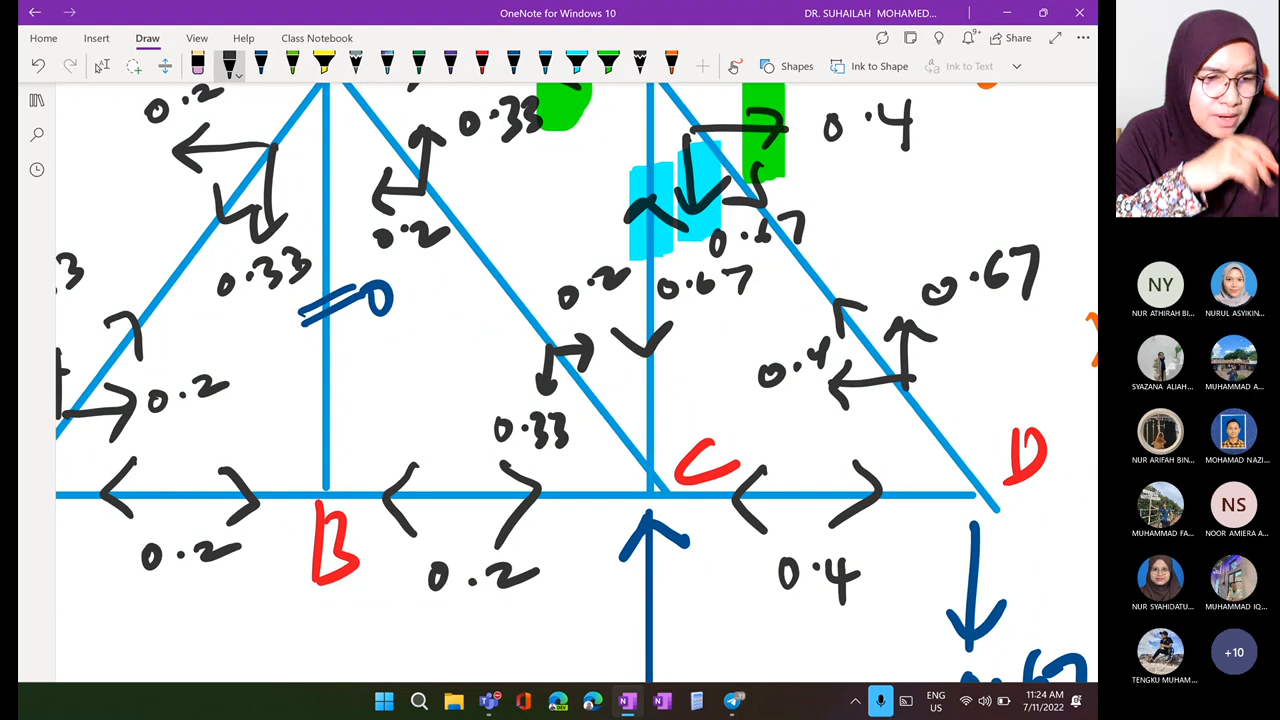 OneNote for Windows 10
DR. SUHAILAH MOHAMED...
Home Insert Draw View Help Class Notebook
Share
Shapes
Ink to Shape
Ink to Text
0.2
0.33
0.4
0.2
0.67
0.33
0.2
0.67
0.67
=0
0.2
0.4
0.33
C
D
0.2
B
0.2
0.4
NY
NUR ATHIRAH BI...
NURUL ASYIKIN...
SYAZANA ALIAH...
MUHAMMAD A...
NUR ARIFAH BIN...
MOHAMAD NAZI...
NS
MUHAMMAD FA...
NOOR AMIERA A...
NUR SYAHIDATU...
MUHAMMAD IQ...
+10
TENGKU MUHAM...
ENG
US
11:24 AM
7/11/2022